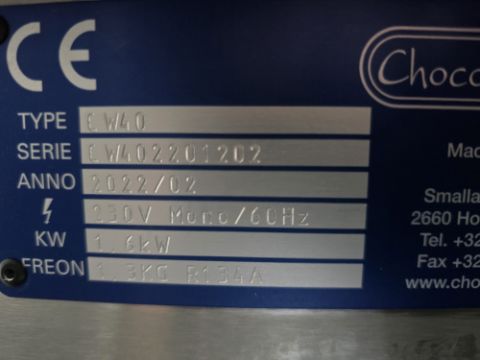 CE
Choco
TYPE CW40
SERIE CW402201202
ANNO 2022/02
230V Mono/60Hz
KW 1.6kW
FREON 1.3KG R134A
Mad
Smalla
2660 Ho
Tel. +32
Fax +32
www.cho